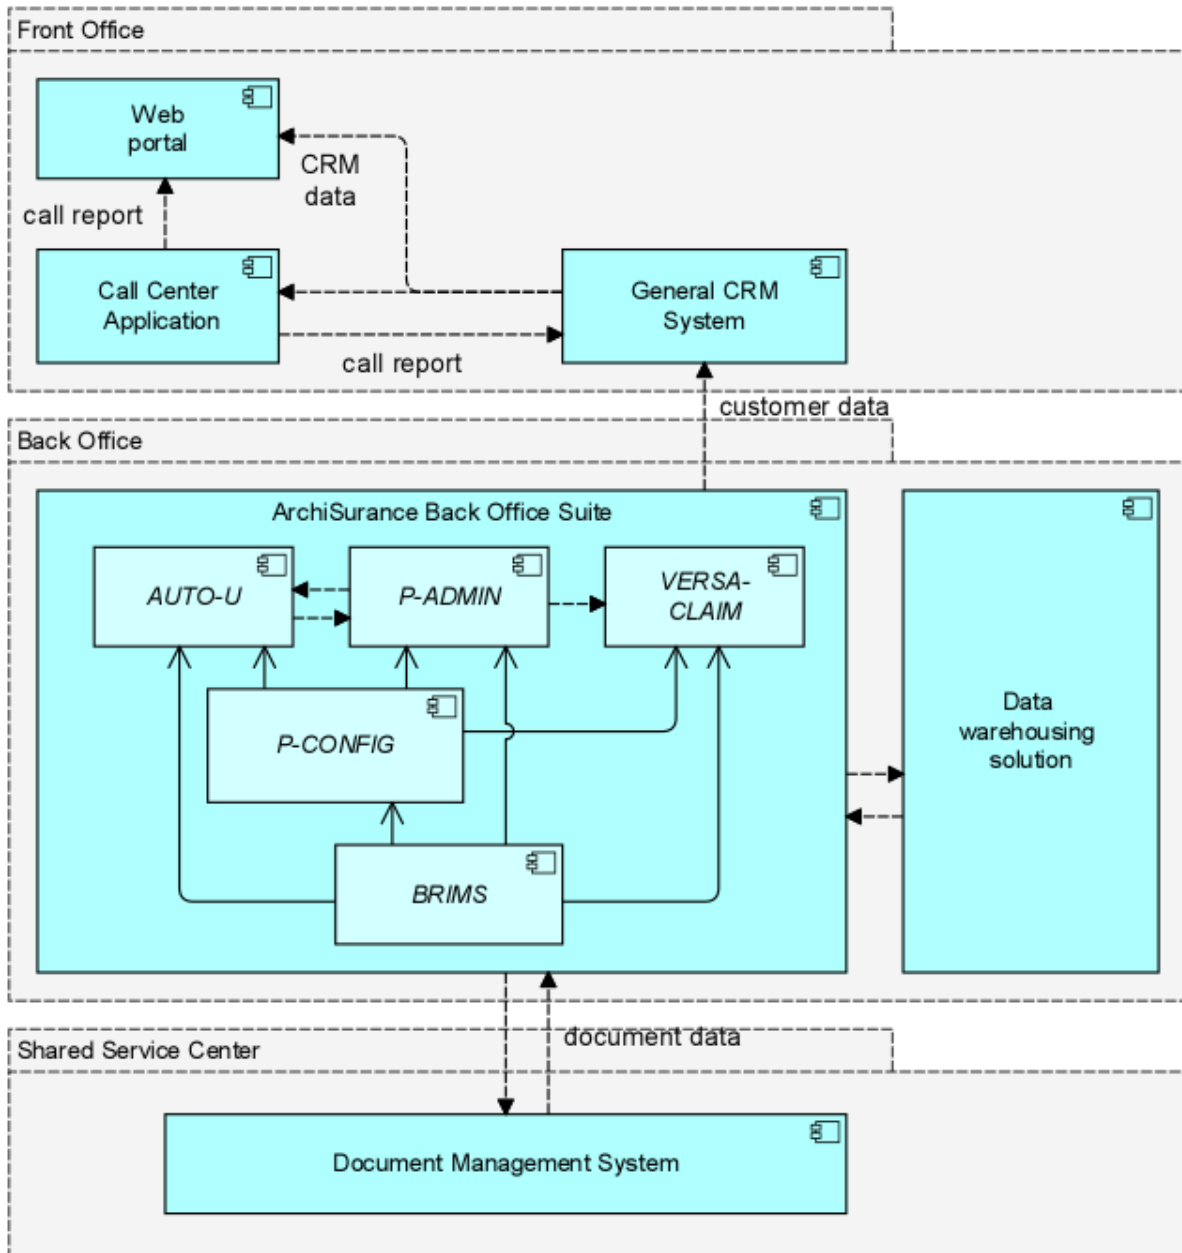 Front Office
Web
portal
CRM
data
call report
Call Center
Application
General CRM
System
call report
customer data
Back Office
ArchiSurance Back Office Suite
AUTO-U
P-ADMIN
VERSA-
CLAIM
P-CONFIG
BRIMS
Data
warehousing
solution
document data
Shared Service Center
Document Management System